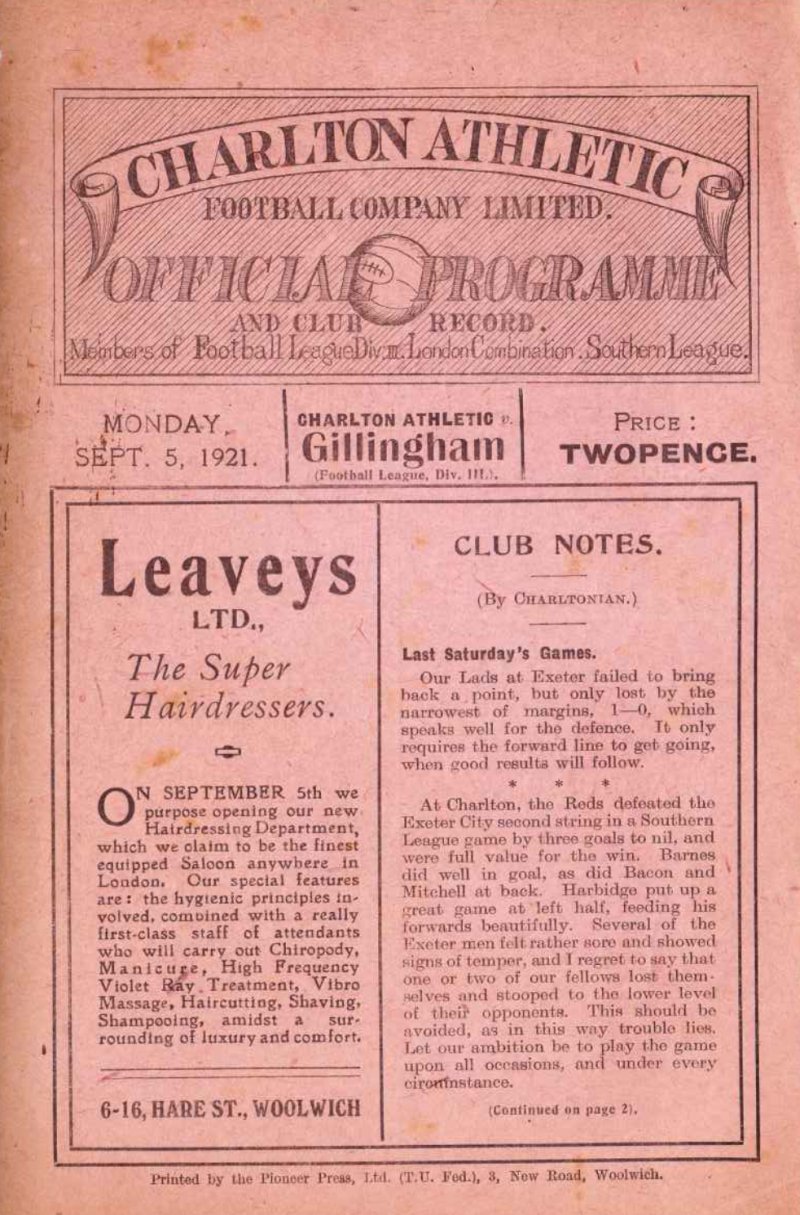 CHARLTON ATHLETIC
FOOTBALL COMPANY LIMITED.
OFFICIAL PROGRAMME
AND CLUB RECORD.
Members of Football League Div. III. London Combination. Southern League.
MONDAY,
SEPT. 5, 1921.
CHARLTON ATHLETIC v.
Gillingham
(Football League, Div. III.).
PRICE :
TWOPENCE.
Leaveys
LTD.,
The Super
Hairdressers.
ON SEPTEMBER 5th we
purpose opening our new
Hairdressing Department,
which we claim to be the finest
equipped Saloon anywhere in
London. Our special features
are : the hygienic principles in-
volved, combined with a really
first-class staff of attendants
who will carry out Chiropody,
Manicure, High Frequency
Violet Ray Treatment, Vibro
Massage, Haircutting, Shaving,
Shampooing, amidst a sur-
rounding of luxury and comfort.
6-16, HARE ST., WOOLWICH
CLUB NOTES.
(By CHARLTONIAN.)
Last Saturday's Games.
Our Lads at Exeter failed to bring
back a point, but only lost by the
narrowest of margins, 1—0, which
speaks well for the defence. It only
requires the forward line to get going,
when good results will follow.
* * *
At Charlton, the Reds defeated the
Exeter City second string in a Southern
League game by three goals to nil, and
were full value for the win. Barnes
did well in goal, as did Bacon and
Mitchell at back. Harbidge put up a
great game at left half, feeding his
forwards beautifully. Several of the
Exeter men felt rather sore and showed
signs of temper, and I regret to say that
one or two of our fellows lost them-
selves and stooped to the lower level
of their opponents. This should be
avoided, as in this way trouble lies.
Let our ambition be to play the game
upon all occasions, and under every
circumstance.
(Continued on page 2).
Printed by the Pioneer Press, Ltd. (T.U. Fed.), 3, New Road, Woolwich.